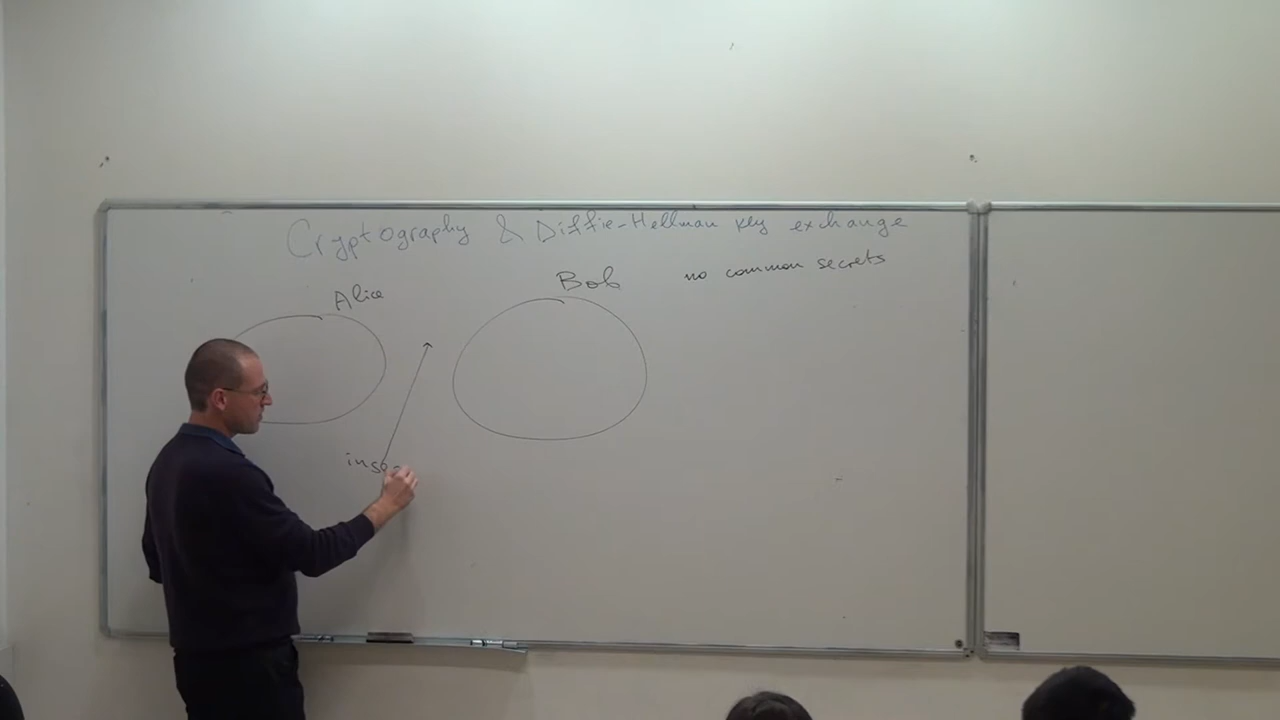 Cryptography & Diffie-Hellman key exchange
no common secrets
Alice
Bob
inse